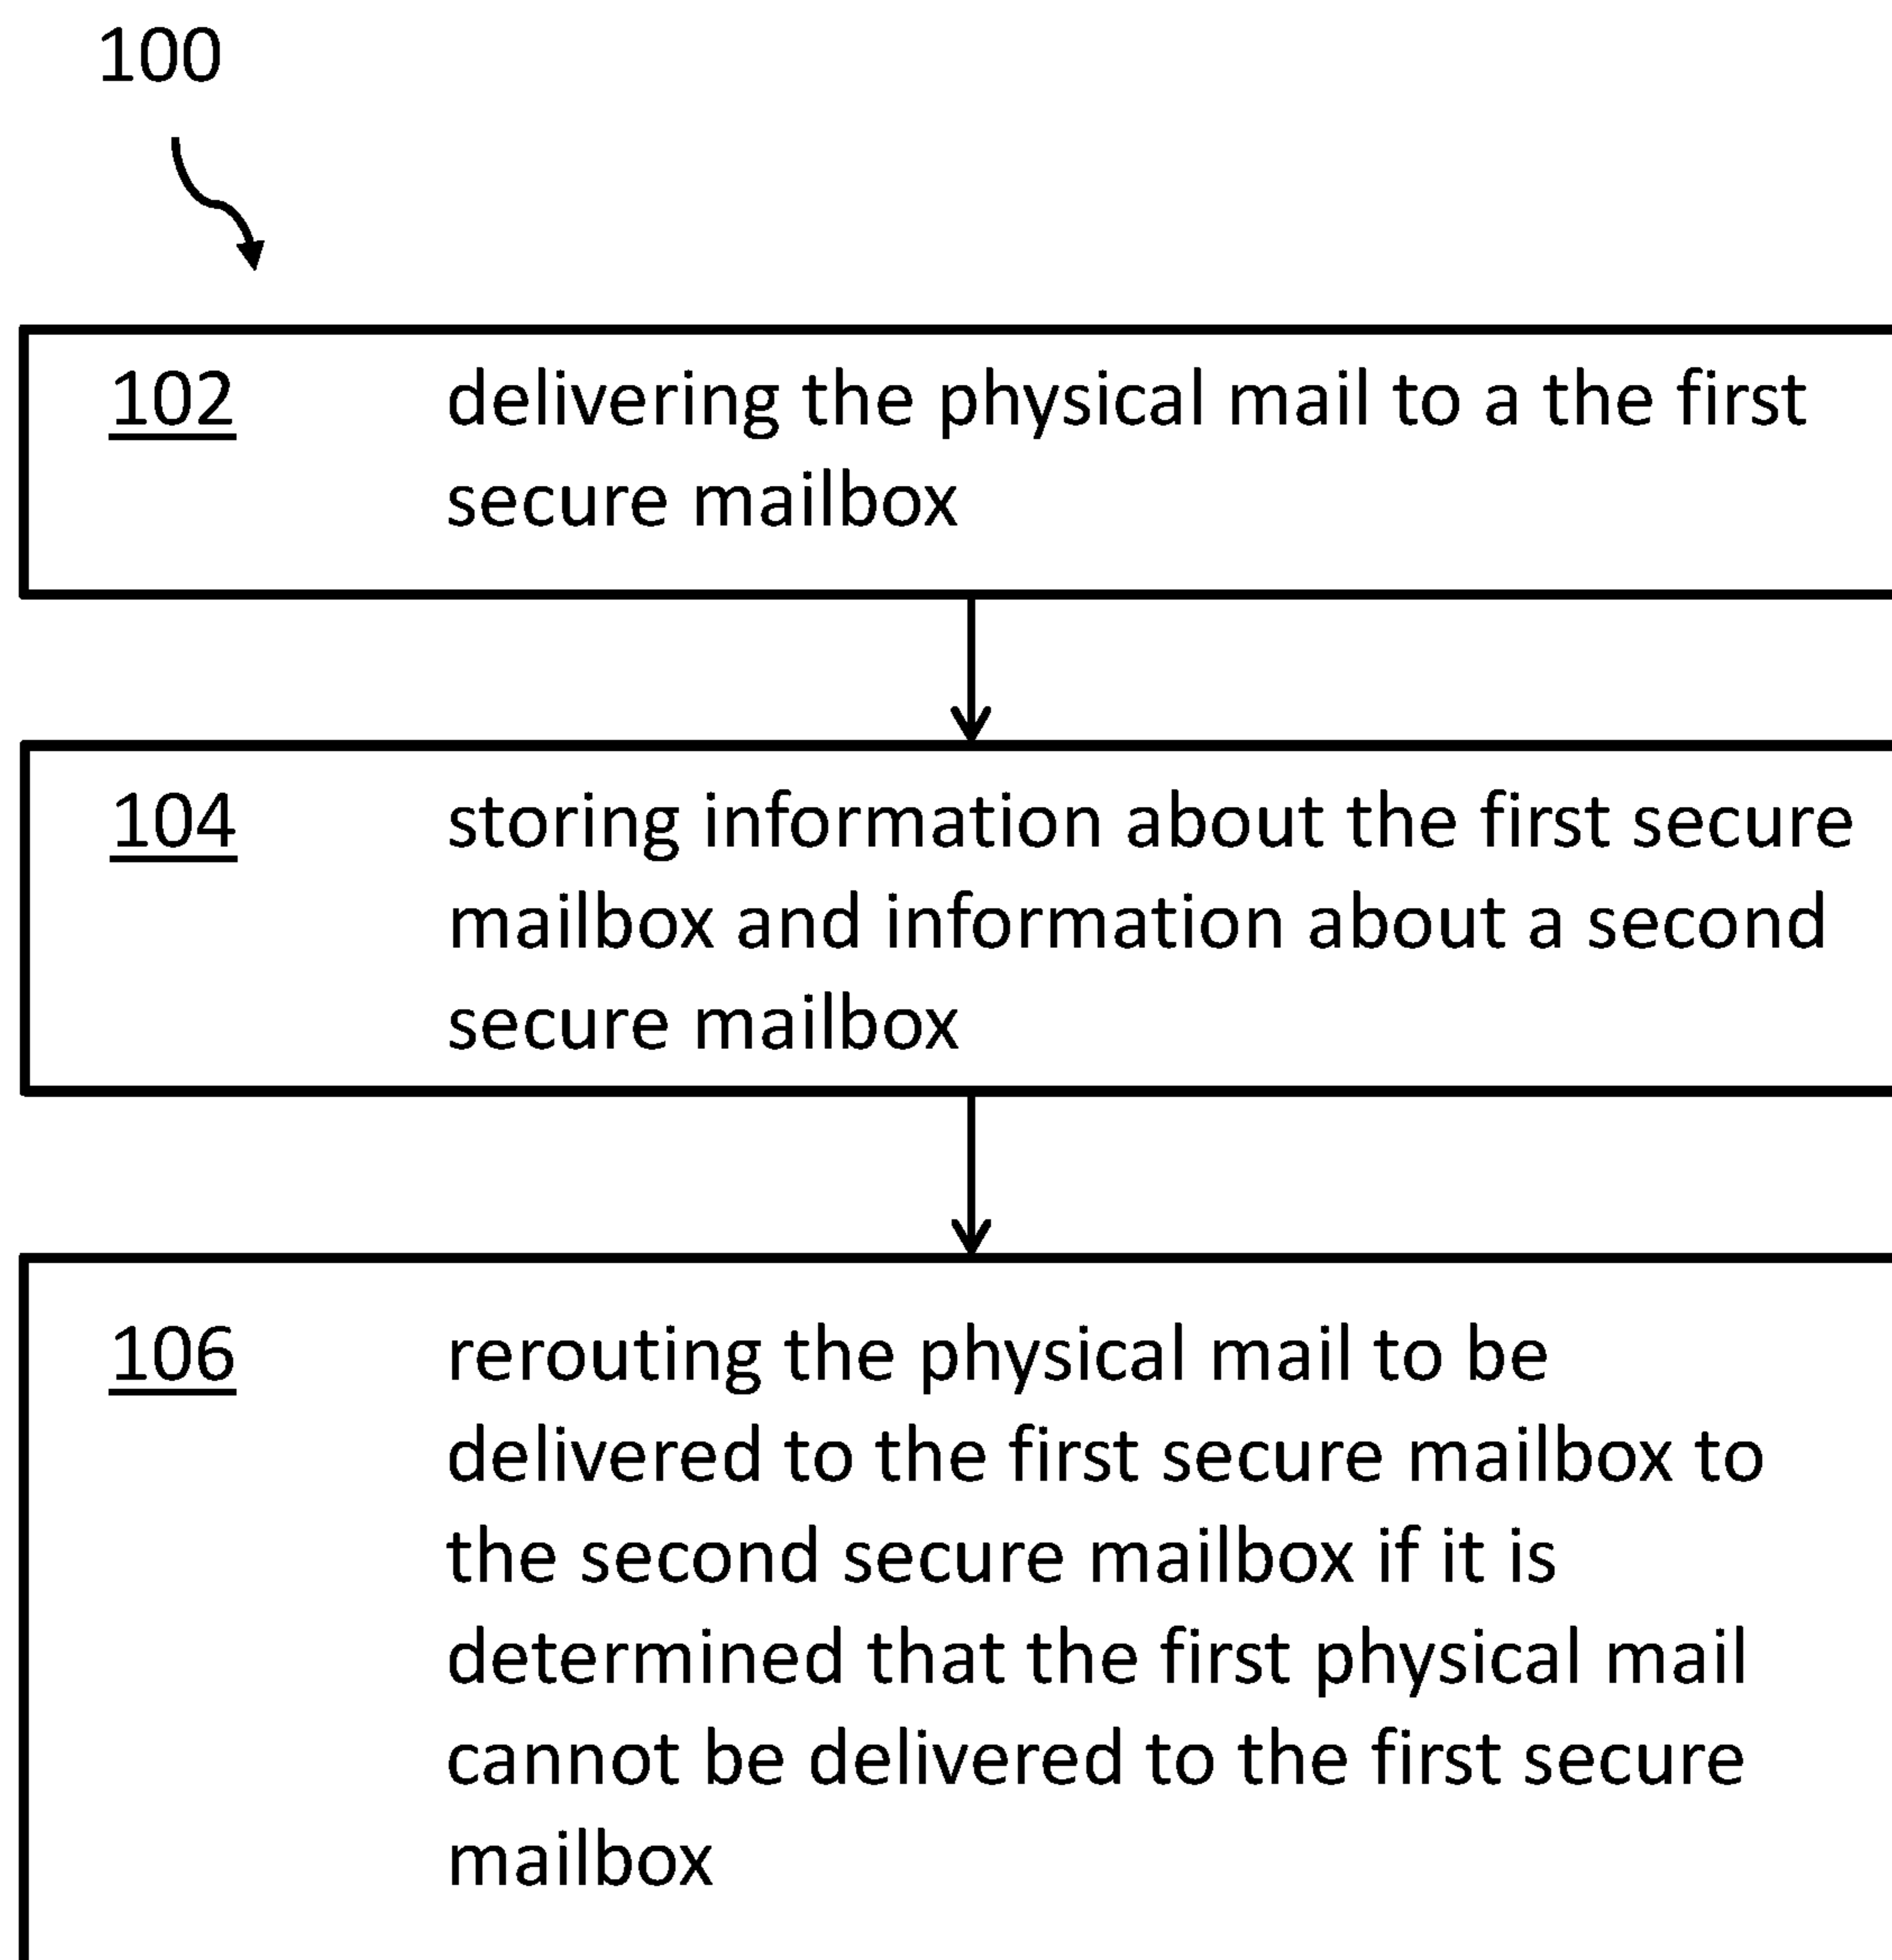 100
102 delivering the physical mail to a the first
secure mailbox
104 storing information about the first secure
mailbox and information about a second
secure mailbox
106 rerouting the physical mail to be
delivered to the first secure mailbox to
the second secure mailbox if it is
determined that the first physical mail
cannot be delivered to the first secure
mailbox